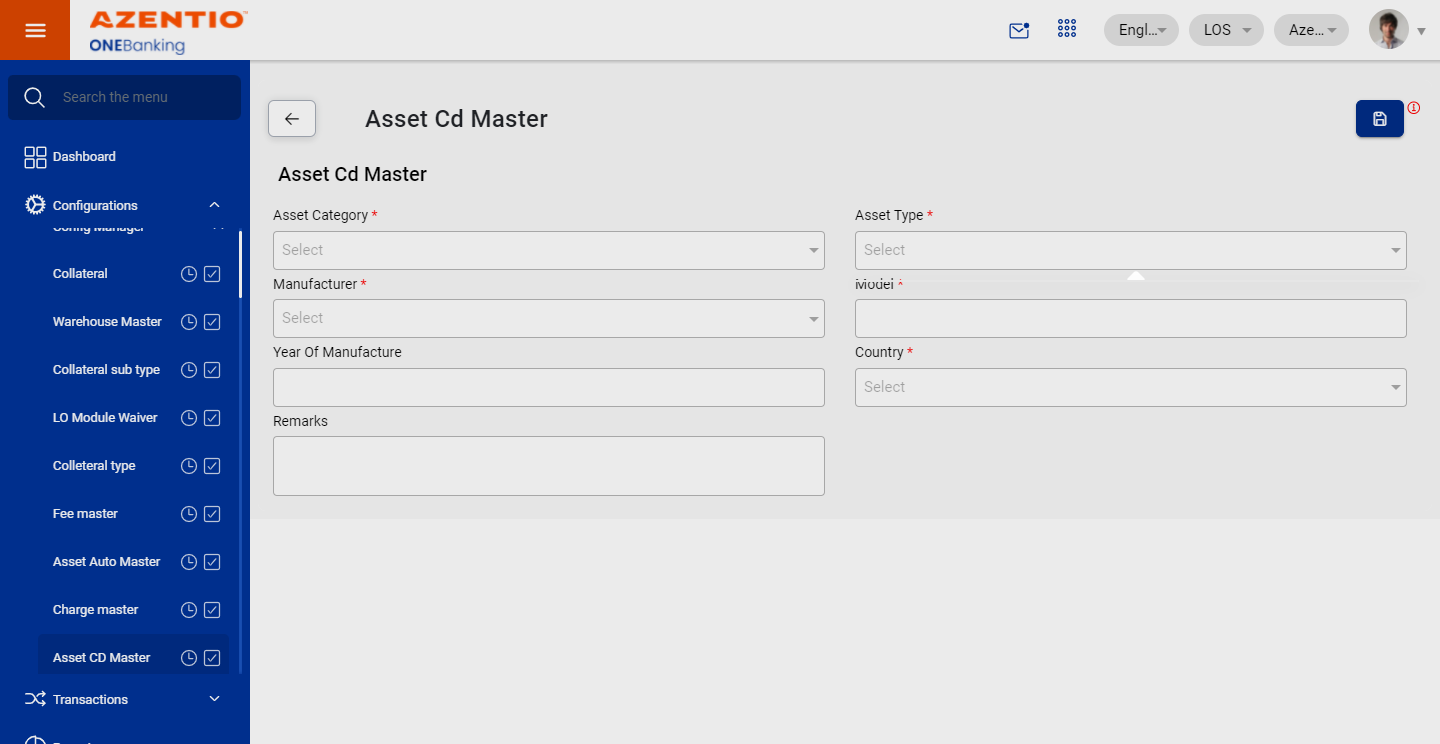 AZENTIO™
ONEBanking
Engl...
LOS
Aze...
Search the menu
Dashboard
Configurations
Config Manager
Collateral
Warehouse Master
Collateral sub type
LO Module Waiver
Colleteral type
Fee master
Asset Auto Master
Charge master
Asset CD Master
Transactions
Asset Cd Master
Asset Cd Master
Asset Category *
Asset Type *
Select
Select
Manufacturer *
Model *
Select
Year Of Manufacture
Country *
Select
Remarks